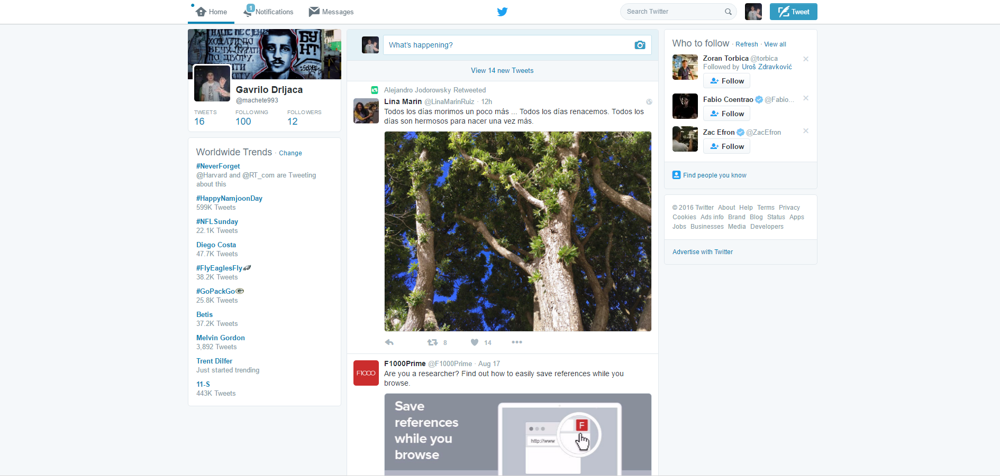 Home
1
Notifications
Messages
Search Twitter
Tweet
НАШЕ
ХОДАТИ ПО
ПО ДВОРУ,
БУ
НТ
Gavrilo Drljaca
@machete993
TWEETS FOLLOWING FOLLOWERS
16 100 12
Worldwide Trends · Change
#NeverForget
@Harvard and @RT_com are Tweeting
about this
#HappyNamjoonDay
599K Tweets
#NFLSunday
22.1K Tweets
Diego Costa
47.7K Tweets
#FlyEaglesFly
38.2K Tweets
#GoPackGo
25.8K Tweets
Betis
37.2K Tweets
Melvin Gordon
3,892 Tweets
Trent Dilfer
Just started trending
11-S
443K Tweets
What's happening?
View 14 new Tweets
Alejandro Jodorowsky Retweeted
Lina Marin @LinaMarinRuiz · 12h
Todos los días morimos un poco más ... Todos los días renacemos. Todos los
días son hermosos para nacer una vez más.
8 14
F1000
F1000Prime @F1000Prime · Aug 17
Are you a researcher? Find out how to easily save references while you
browse.
Save
references
while you
browse
F
http://www
Who to follow · Refresh · View all
Zoran Torbica @torbica
Followed by Uroš Zdravković
Follow
Fabio Coentrao @Fabio...
Follow
Zac Efron @ZacEfron
Follow
Find people you know
© 2016 Twitter About Help Terms Privacy
Cookies Ads info Brand Blog Status Apps
Jobs Businesses Media Developers
Advertise with Twitter